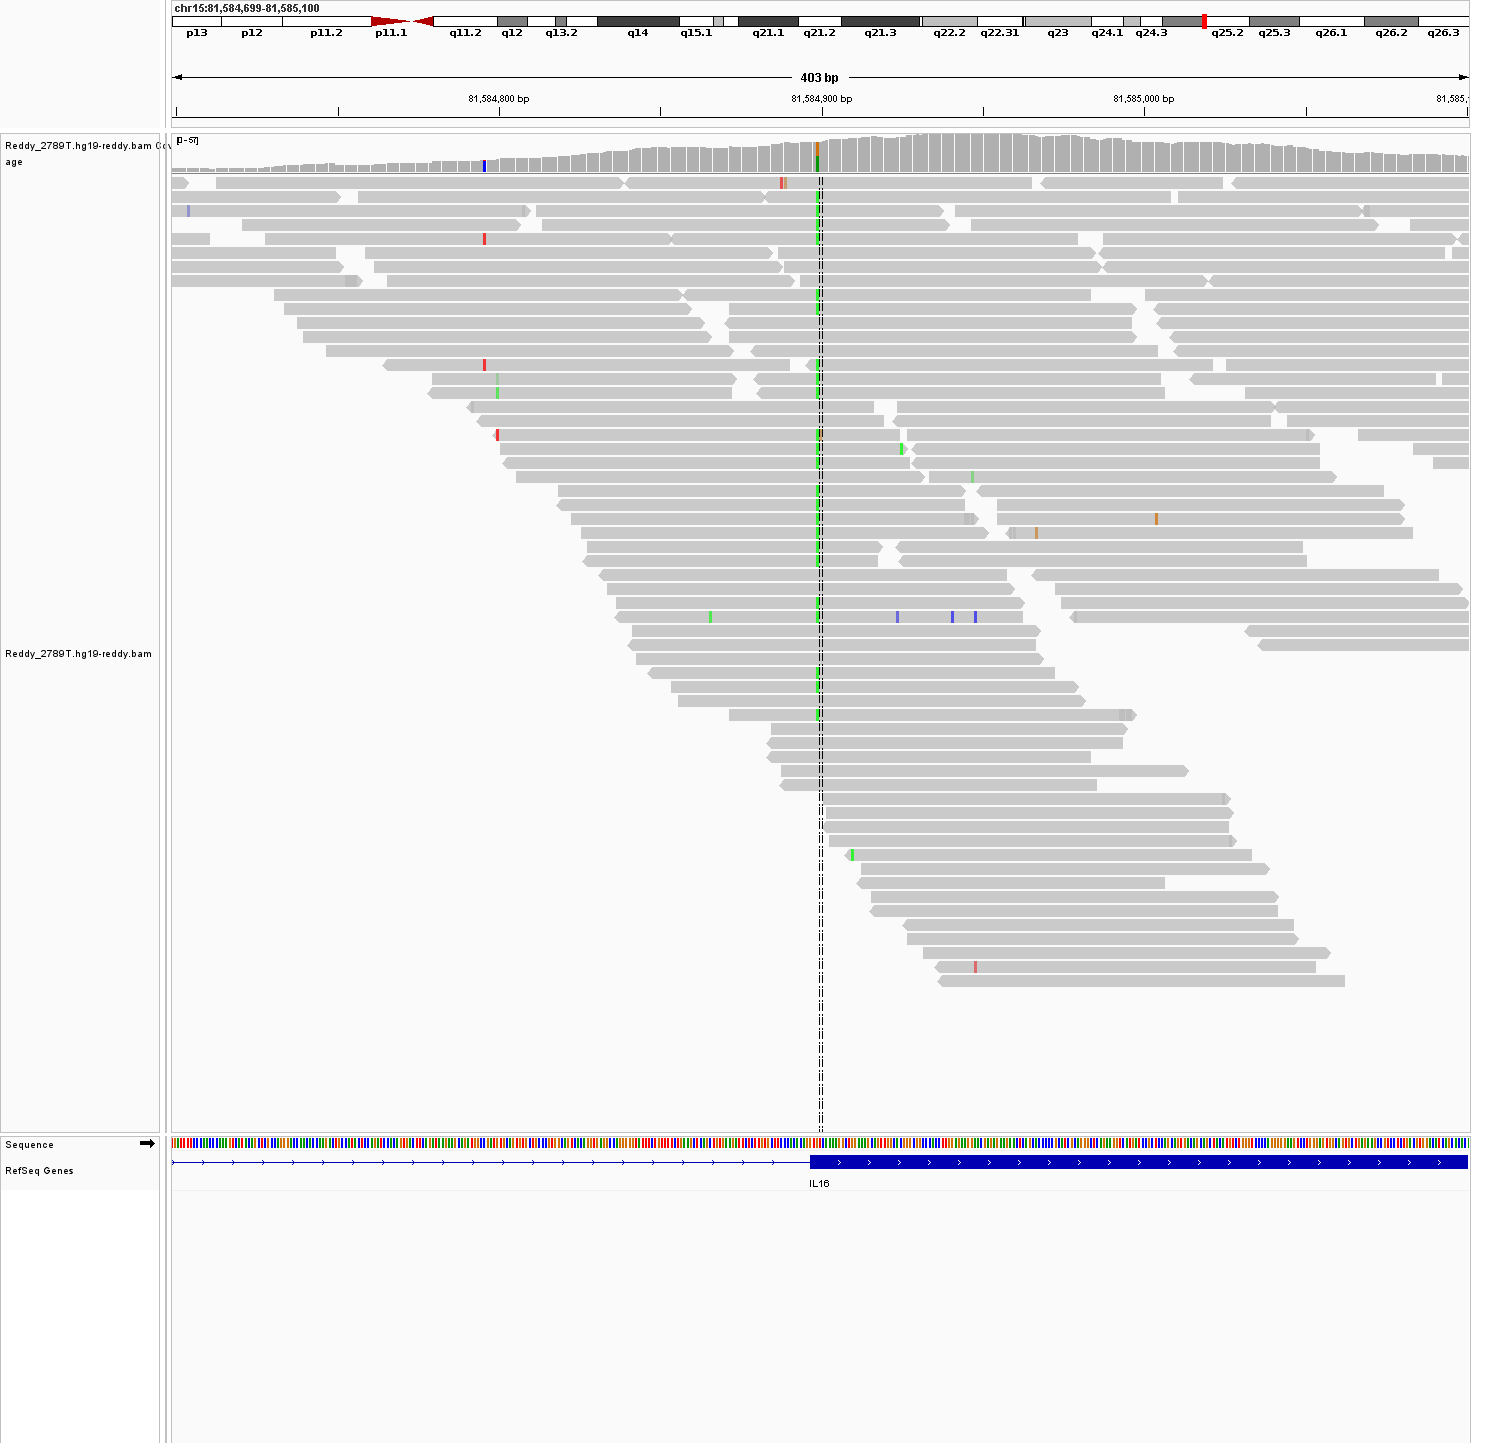 chr15:81,584,699-81,585,100
p13 p12 p11.2 p11.1 q11.2 q12 q13.2 q14 q15.1 q21.1 q21.2 q21.3 q22.2 q22.31 q23 q24.1 q24.3 q25.2 q25.3 q26.1 q26.2 q26.3
403 bp
81,584,800 bp 81,584,900 bp 81,585,000 bp 81,585,
[0-57]
Reddy_2789T.hg19-reddy.bam Cov
age
Reddy_2789T.hg19-reddy.bam
Sequence
RefSeq Genes
IL16